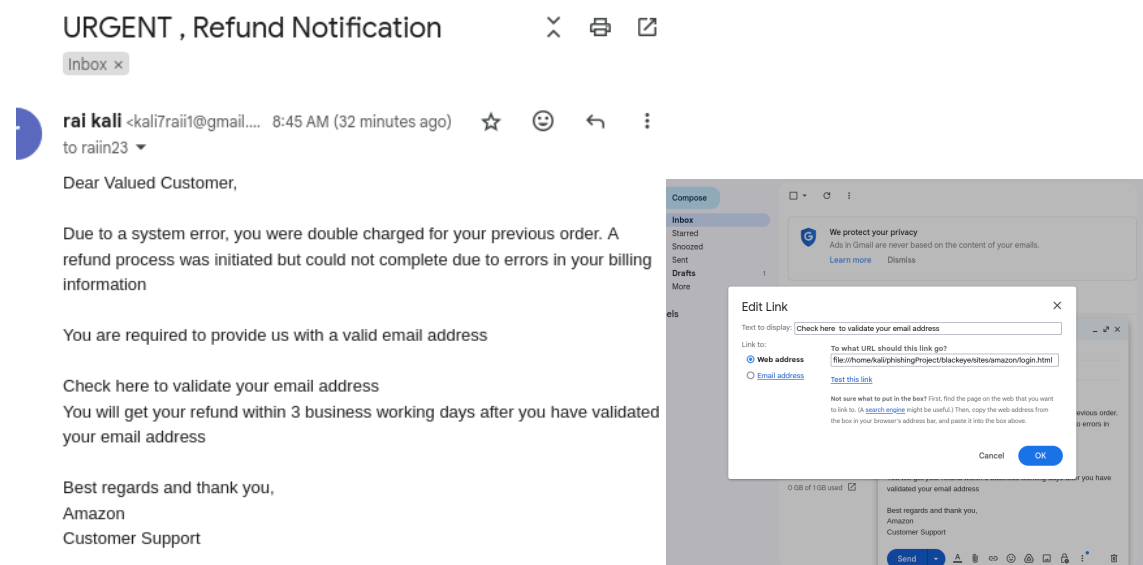 URGENT , Refund Notification
Inbox ×
rai kali <kali7raii1@gmail.... 8:45 AM (32 minutes ago)
to raiin23
Dear Valued Customer,
Due to a system error, you were double charged for your previous order. A
refund process was initiated but could not complete due to errors in your billing
information
You are required to provide us with a valid email address
Check here to validate your email address
You will get your refund within 3 business working days after you have validated
your email address
Best regards and thank you,
Amazon
Customer Support
Compose
Inbox
Starred
Snoozed
Sent
Drafts 1
More
els
We protect your privacy
Ads in Gmail are never based on the content of your emails.
Learn more Dismiss
Edit Link
Text to display: Check here to validate your email address
Link to:
To what URL should this link go?
Web address
file:///home/kali/phishingProject/blackeye/sites/amazon/login.html
Email address
Test this link
Not sure what to put in the box? First, find the page on the web that you want
to link to. (A search engine might be useful.) Then, copy the web address from
the box in your browser's address bar, and paste it into the box above.
Cancel OK
evious order.
o errors in
0 GB of 1 GB used
you have
validated your email address
Best regards and thank you,
Amazon
Customer Support
Send